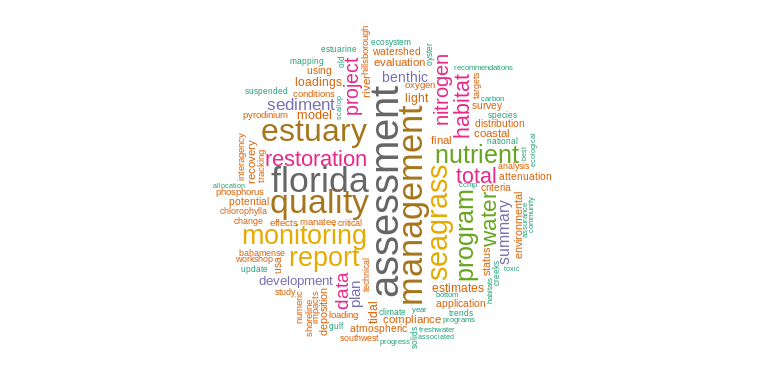 ecosystem
estuarine
watershed
hillsborough
old
oyster
mapping
evaluation
recommendations
using
project
benthic
oxygen
nitrogen
habitat
targets
loadings
river
light
carbon
suspended
conditions
sediment
scallop
survey
pyrodinium
model
species
distribution
estuary
assessment
management
final
coastal
national
interagency
recovery
tracking
restoration
nutrient
best
ecological
analysis
florida
seagrass
total
attenuation
allocation
phosphorus
cchip
criteria
potential
quality
program
water
chlorophylla
summary
environmental
assurance
community
change
effects
manatee
critical
monitoring
bahamense
report
workshop
usa
technical
status
toxic
update
creeks
development
data
plan
estimates
habitats
study
bottom
numeric
shoreline
impacts
deposition
tidal
climate
year
application
loading
trends
gulf
atmospheric
compliance
programs
freshwater
southwest
progress
solids
associated